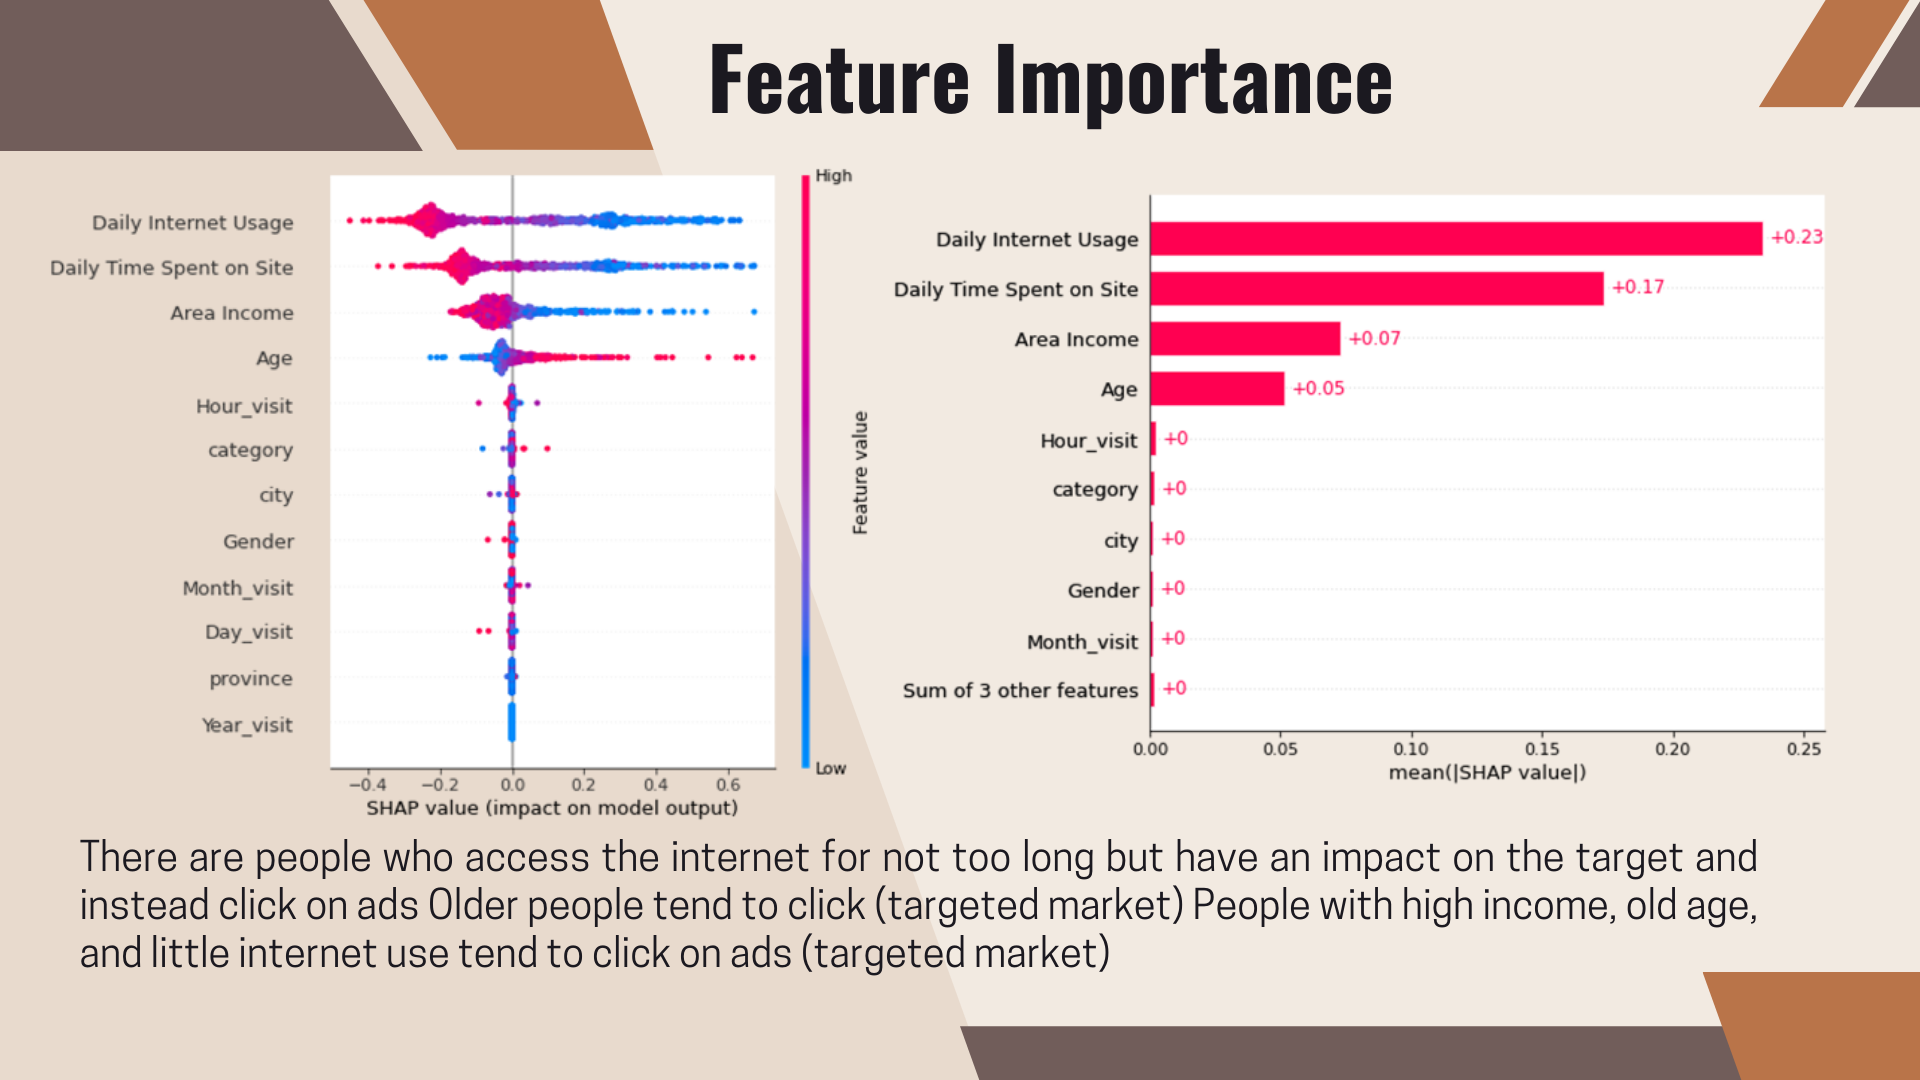 Feature Importance
High
Daily Internet Usage
Daily Time Spent on Site
Area Income
Age
Hour_visit
category
city
Gender
Month_visit
Day_visit
province
Year_visit
−0.4 −0.2 0.0 0.2 0.4 0.6
SHAP value (impact on model output)
Feature value
Low
Daily Internet Usage +0.23
Daily Time Spent on Site +0.17
Area Income +0.07
Age +0.05
Hour_visit +0
category +0
city +0
Gender +0
Month_visit +0
Sum of 3 other features +0
0.00 0.05 0.10 0.15 0.20 0.25
mean(|SHAP value|)
There are people who access the internet for not too long but have an impact on the target and
instead click on ads Older people tend to click (targeted market) People with high income, old age,
and little internet use tend to click on ads (targeted market)